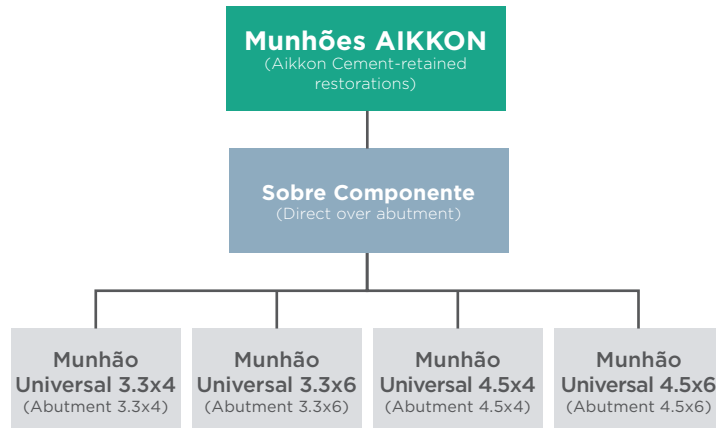 Munhões AIKKON
(Aikkon Cement-retained
restorations)
Sobre Componente
(Direct over abutment)
Munhão
Universal 3.3x4
(Abutment 3.3x4)
Munhão
Universal 3.3x6
(Abutment 3.3x6)
Munhão
Universal 4.5x4
(Abutment 4.5x4)
Munhão
Universal 4.5x6
(Abutment 4.5x6)